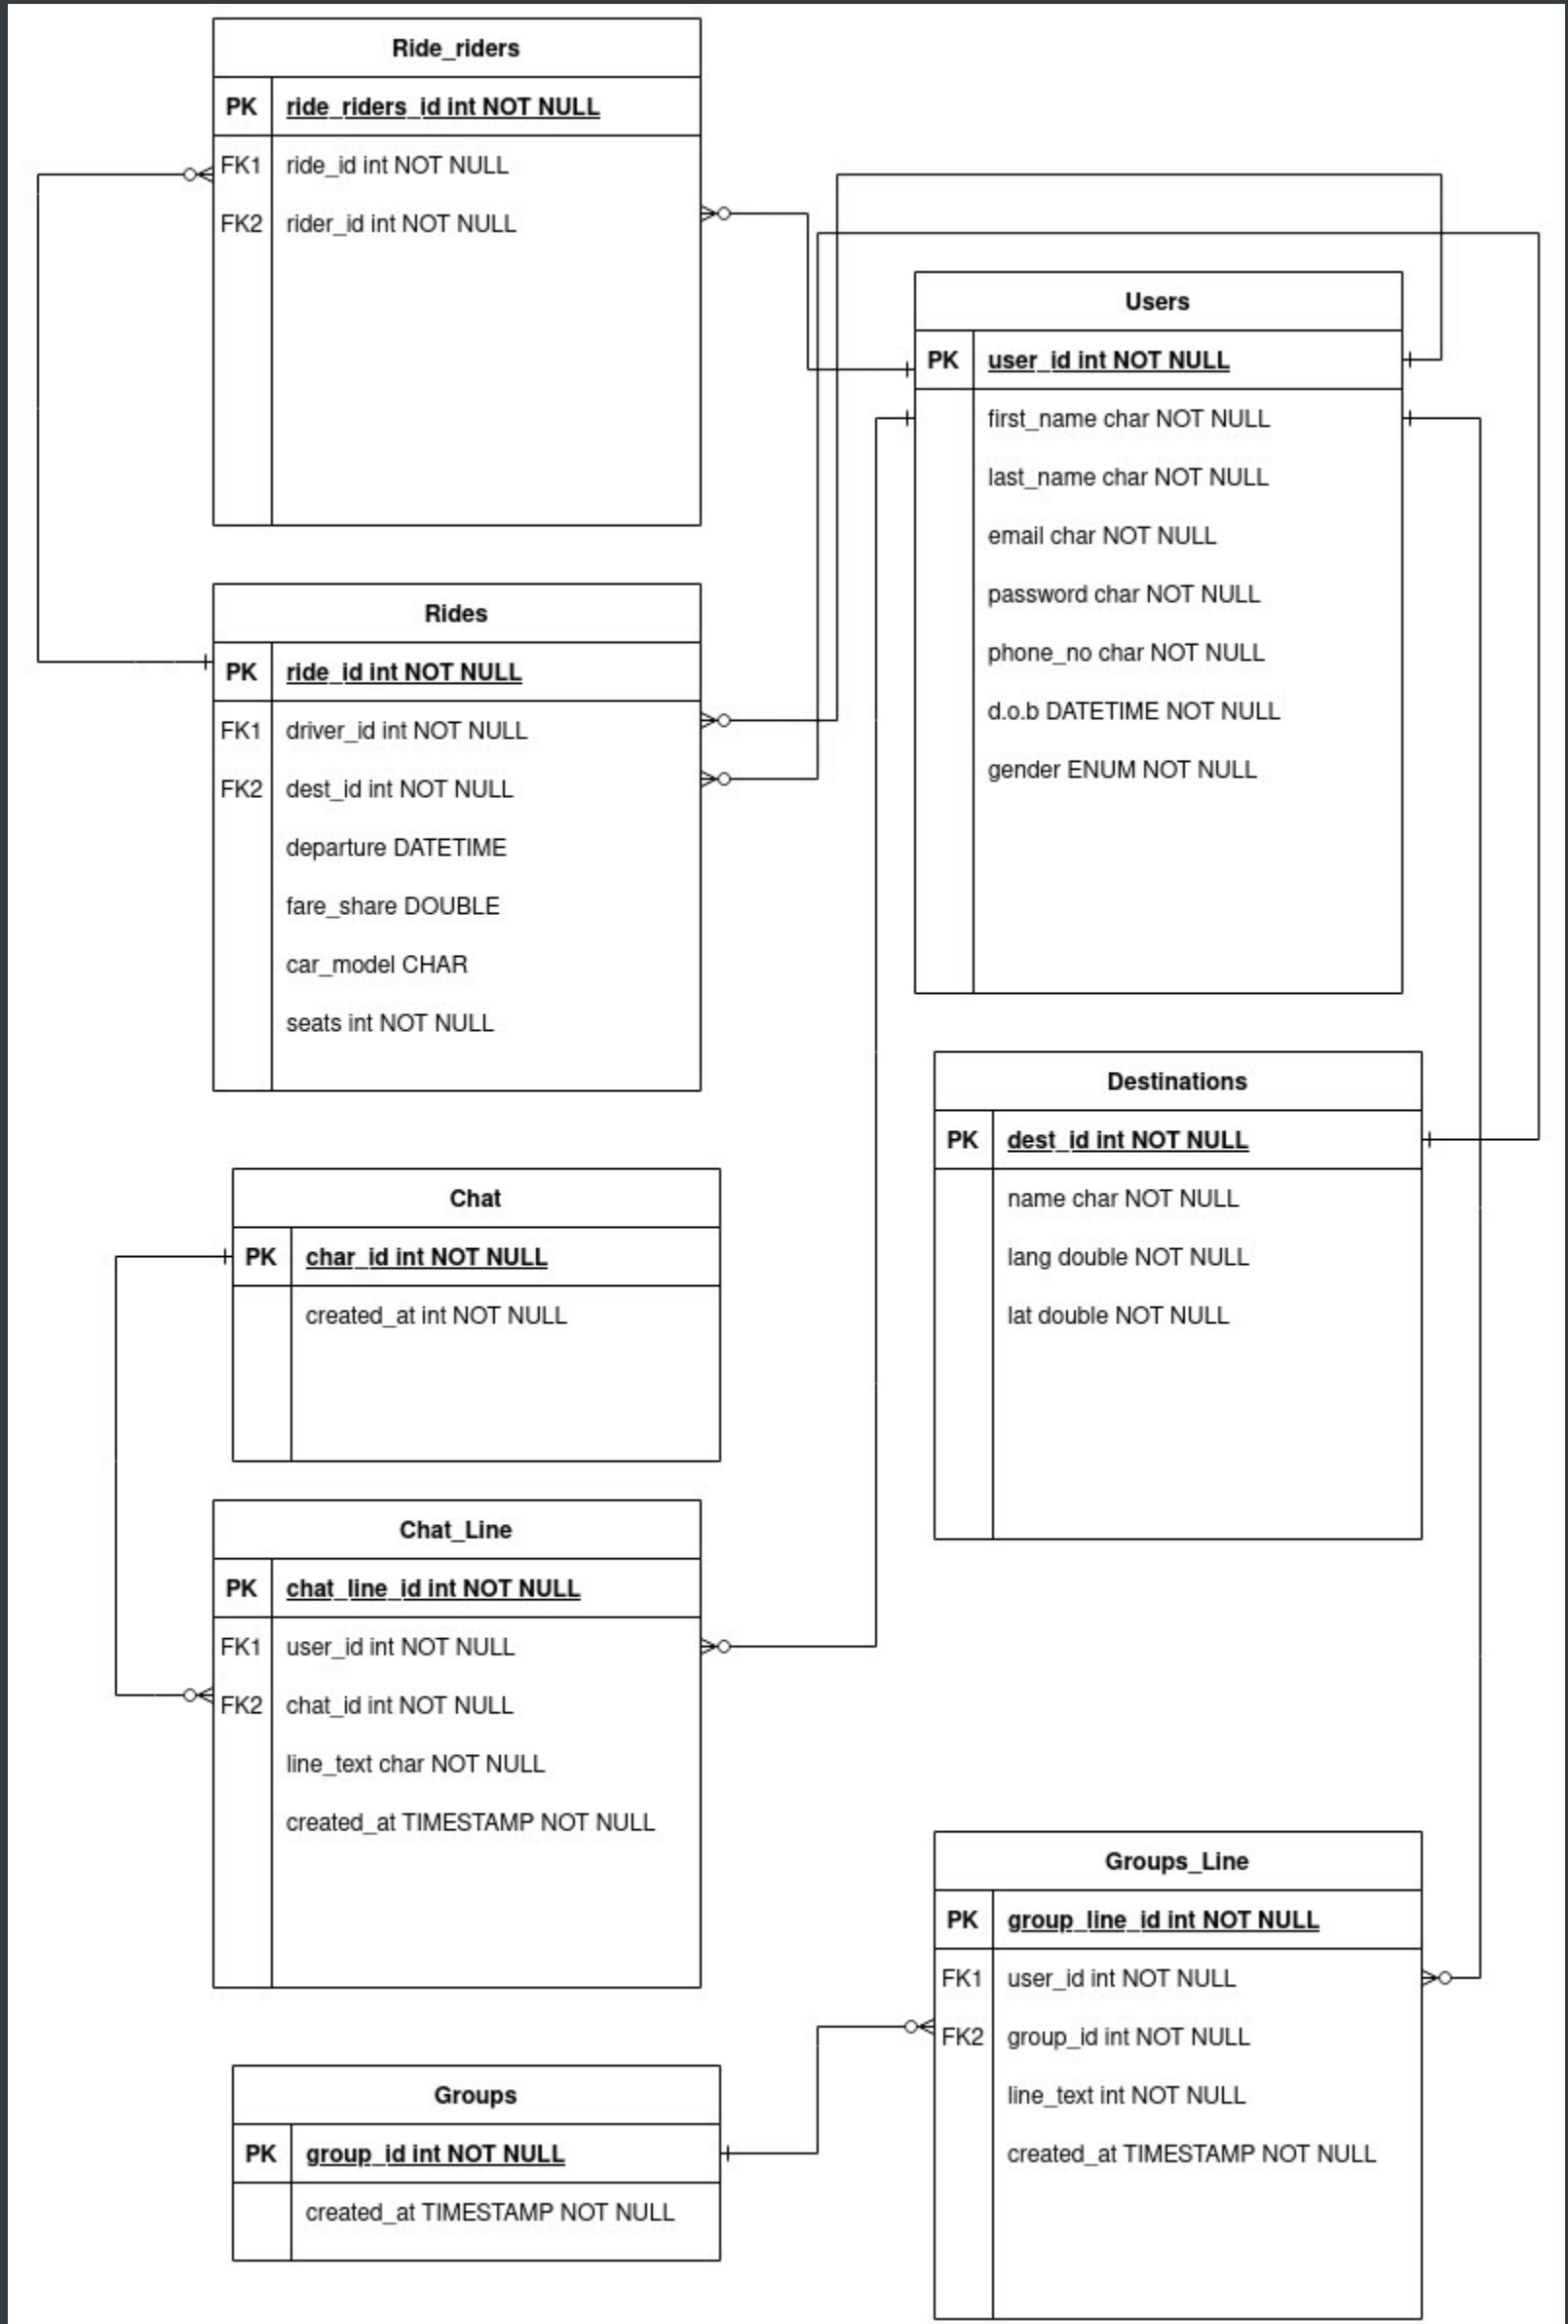 Ride_riders
PK ride_riders_id int NOT NULL
FK1 ride_id int NOT NULL
FK2 rider_id int NOT NULL
Users
PK user_id int NOT NULL
first_name char NOT NULL
last_name char NOT NULL
email char NOT NULL
password char NOT NULL
phone_no char NOT NULL
d.o.b DATETIME NOT NULL
gender ENUM NOT NULL
Rides
PK ride_id int NOT NULL
FK1 driver_id int NOT NULL
FK2 dest_id int NOT NULL
departure DATETIME
fare_share DOUBLE
car_model CHAR
seats int NOT NULL
Destinations
PK dest_id int NOT NULL
name char NOT NULL
lang double NOT NULL
lat double NOT NULL
Chat
PK char_id int NOT NULL
created_at int NOT NULL
Chat_Line
PK chat_line_id int NOT NULL
FK1 user_id int NOT NULL
FK2 chat_id int NOT NULL
line_text char NOT NULL
created_at TIMESTAMP NOT NULL
Groups_Line
PK group_line_id int NOT NULL
FK1 user_id int NOT NULL
FK2 group_id int NOT NULL
line_text int NOT NULL
created_at TIMESTAMP NOT NULL
Groups
PK group_id int NOT NULL
created_at TIMESTAMP NOT NULL